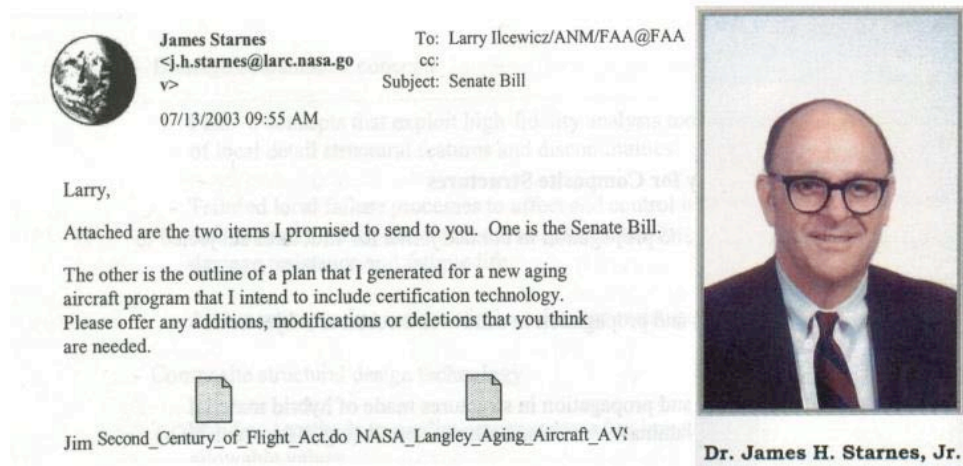 James Starnes
<j.h.starnes@larc.nasa.go
v>
07/13/2003 09:55 AM
To: Larry Ilcewicz/ANM/FAA@FAA
cc:
Subject: Senate Bill
Larry,
Attached are the two items I promised to send to you. One is the Senate Bill.
The other is the outline of a plan that I generated for a new aging
aircraft program that I intend to include certification technology.
Please offer any additions, modifications or deletions that you think
are needed.
Jim Second_Century_of_Flight_Act.do NASA_Langley_Aging_Aircraft_AV!
Dr. James H. Starnes, Jr.